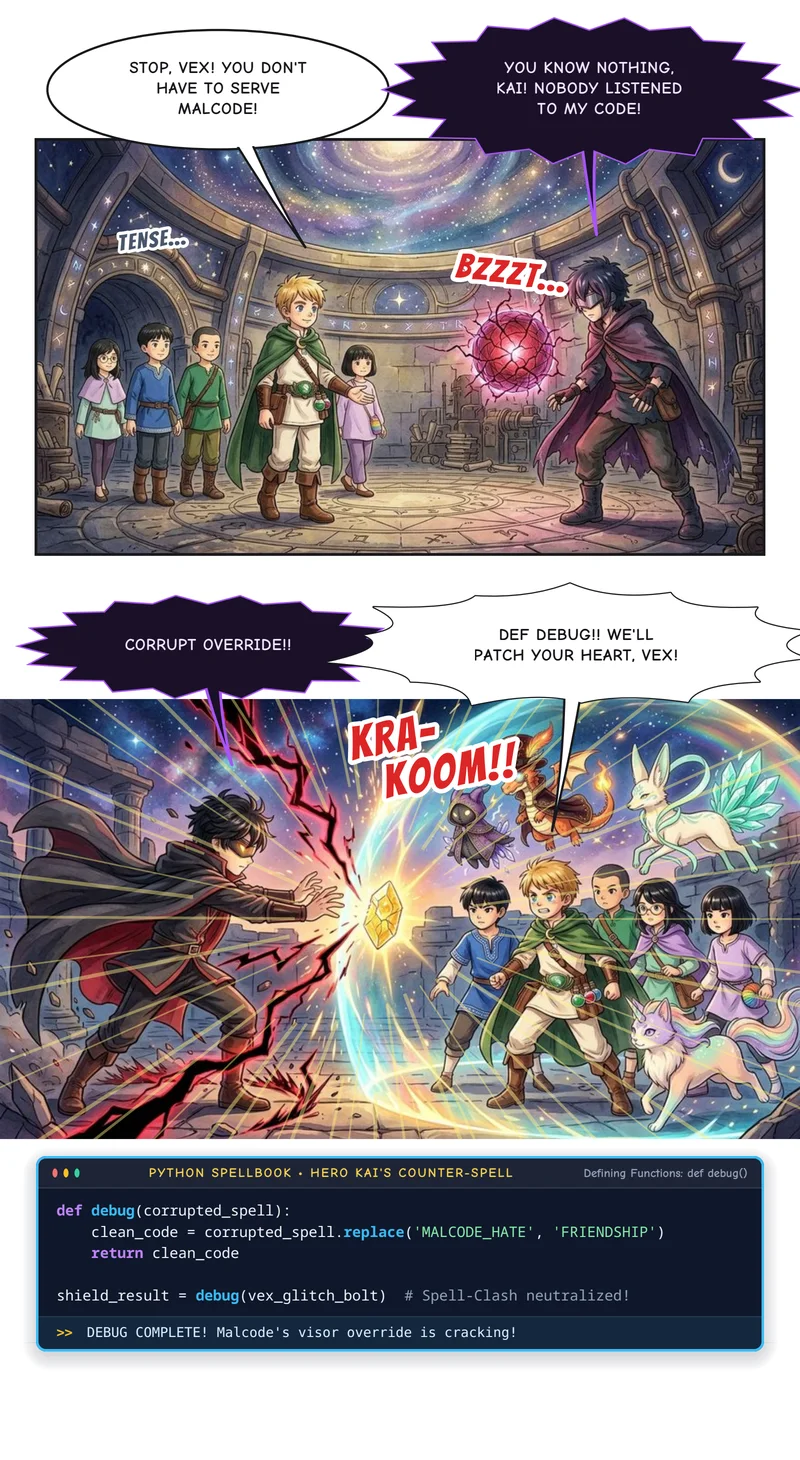 STOP, VEX! YOU DON'T
HAVE TO SERVE
MALCODE!
YOU KNOW NOTHING,
KAI! NOBODY LISTENED
TO MY CODE!
TENSE...
BZZZT...
CORRUPT OVERRIDE!!
DEF DEBUG!! WE'LL
PATCH YOUR HEART, VEX!
KRA-
KOOM!!
PYTHON SPELLBOOK • HERO KAI'S COUNTER-SPELL
Defining Functions: def debug()
def debug(corrupted_spell):
    clean_code = corrupted_spell.replace('MALCODE_HATE', 'FRIENDSHIP')
    return clean_code
shield_result = debug(vex_glitch_bolt)  # Spell-Clash neutralized!
>> DEBUG COMPLETE! Malcode's visor override is cracking!